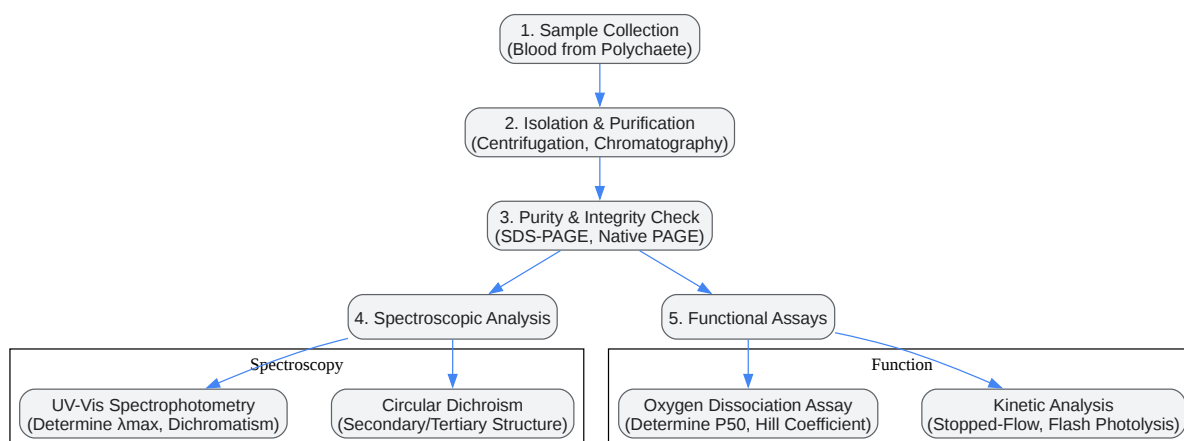 1. Sample Collection
(Blood from Polychaete)
2. Isolation & Purification
(Centrifugation, Chromatography)
3. Purity & Integrity Check
(SDS-PAGE, Native PAGE)
4. Spectroscopic Analysis
5. Functional Assays
Spectroscopy
Function
UV-Vis Spectrophotometry
(Determine λmax, Dichromatism)
Circular Dichroism
(Secondary/Tertiary Structure)
Oxygen Dissociation Assay
(Determine P50, Hill Coefficient)
Kinetic Analysis
(Stopped-Flow, Flash Photolysis)